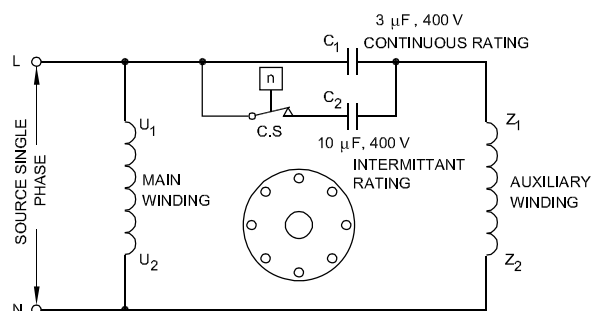 3 µF, 400 V
C1
CONTINUOUS RATING
L
n
C2
C.S
10 µF, 400 V
INTERMITTANT
RATING
U1
Z1
SOURCE SINGLE
PHASE
MAIN
WINDING
AUXILIARY
WINDING
U2
Z2
N